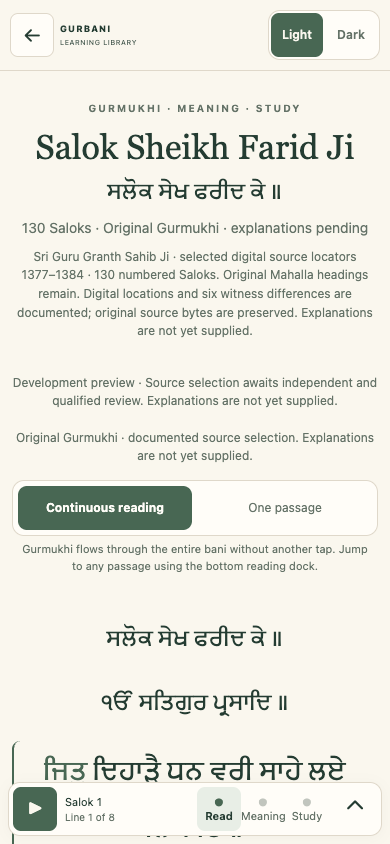 GURBANI
LEARNING LIBRARY
Light
Dark
GURMUKHI · MEANING · STUDY
Salok Sheikh Farid Ji
ਸਲੋਕ ਸੇਖ ਫਰੀਦ ਕੇ ॥
130 Saloks · Original Gurmukhi · explanations pending
Sri Guru Granth Sahib Ji · selected digital source locators
1377–1384 · 130 numbered Saloks. Original Mahalla headings
remain. Digital locations and six witness differences are
documented; original source bytes are preserved. Explanations
are not yet supplied.
Development preview · Source selection awaits independent and
qualified review. Explanations are not yet supplied.
Original Gurmukhi · documented source selection. Explanations
are not yet supplied.
Continuous reading
One passage
Gurmukhi flows through the entire bani without another tap. Jump
to any passage using the bottom reading dock.
ਸਲੋਕ ਸੇਖ ਫਰੀਦ ਕੇ ॥
ੴ ਸਤਿਗੁਰ ਪ੍ਰਸਾਦਿ ॥
ਜਿਤੁ ਦਿਹਾੜੈ ਧਨ ਵਰੀ ਸਾਹੇ ਲਏ
Salok 1
Line 1 of 8
Read
Meaning
Study